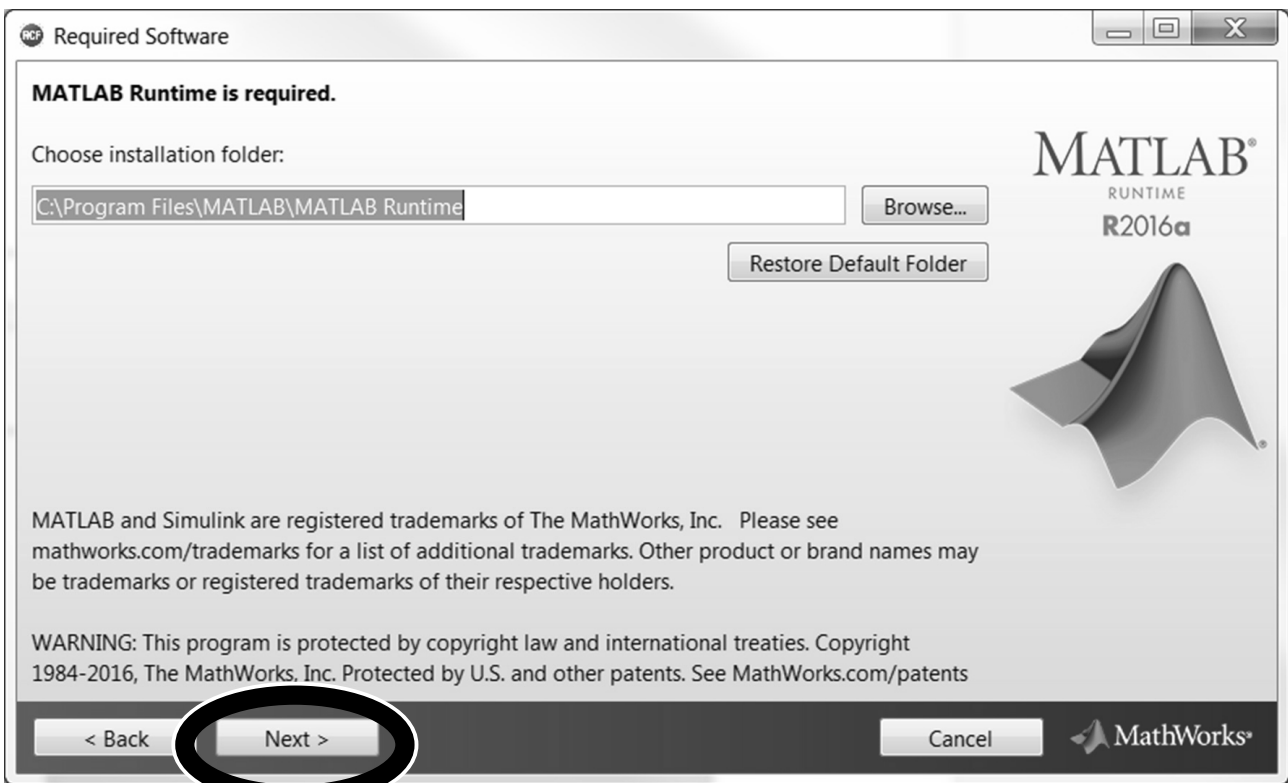 RCF Required Software
MATLAB Runtime is required.
Choose installation folder:
C:\Program Files\MATLAB\MATLAB Runtime
Browse...
Restore Default Folder
MATLAB®
RUNTIME
R2016a
®
MATLAB and Simulink are registered trademarks of The MathWorks, Inc. Please see
mathworks.com/trademarks for a list of additional trademarks. Other product or brand names may
be trademarks or registered trademarks of their respective holders.
WARNING: This program is protected by copyright law and international treaties. Copyright
1984-2016, The MathWorks, Inc. Protected by U.S. and other patents. See MathWorks.com/patents
< Back
Next >
Cancel
MathWorks®